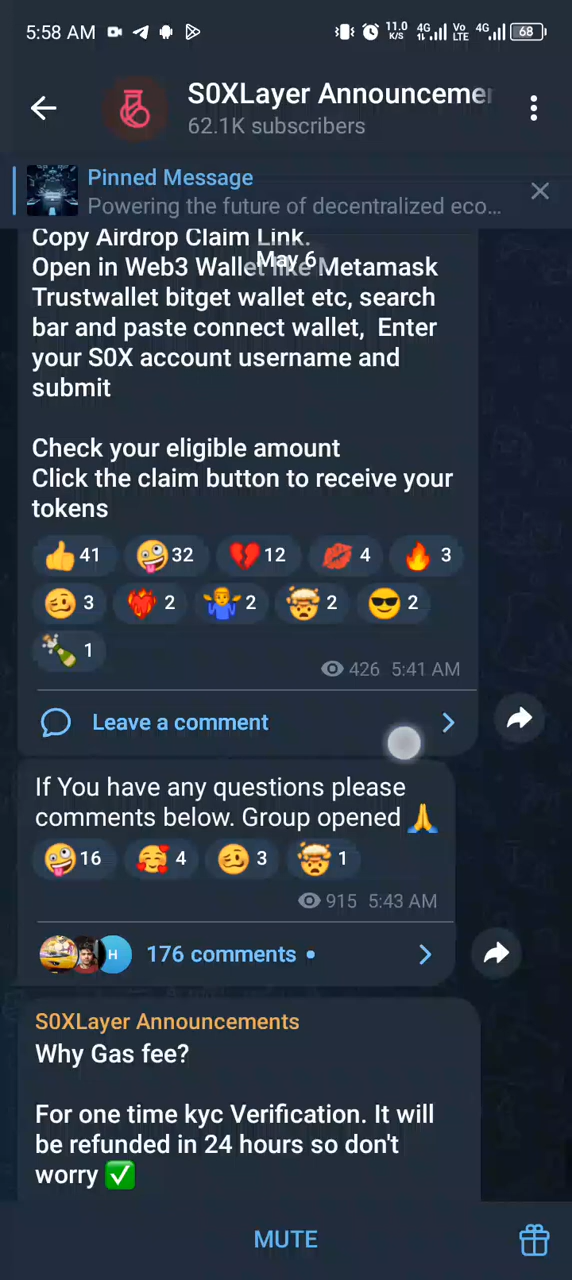 5:58 AM
11.0
K/S
4G
Vo
LTE
4G
68
S0XLayer Announcemer
62.1K subscribers
Pinned Message
Powering the future of decentralized eco...
Copy Airdrop Claim Link.
May 6
Open in Web3 Wallet like Metamask
Trustwallet bitget wallet etc, search
bar and paste connect wallet, Enter
your S0X account username and
submit
Check your eligible amount
Click the claim button to receive your
tokens
41
32
12
4
3
3
2
2
2
2
1
426 5:41 AM
Leave a comment
If You have any questions please
comments below. Group opened 🙏
16
4
3
1
915 5:43 AM
H
176 comments
S0XLayer Announcements
Why Gas fee?
For one time kyc Verification. It will
be refunded in 24 hours so don't
worry ✅
MUTE